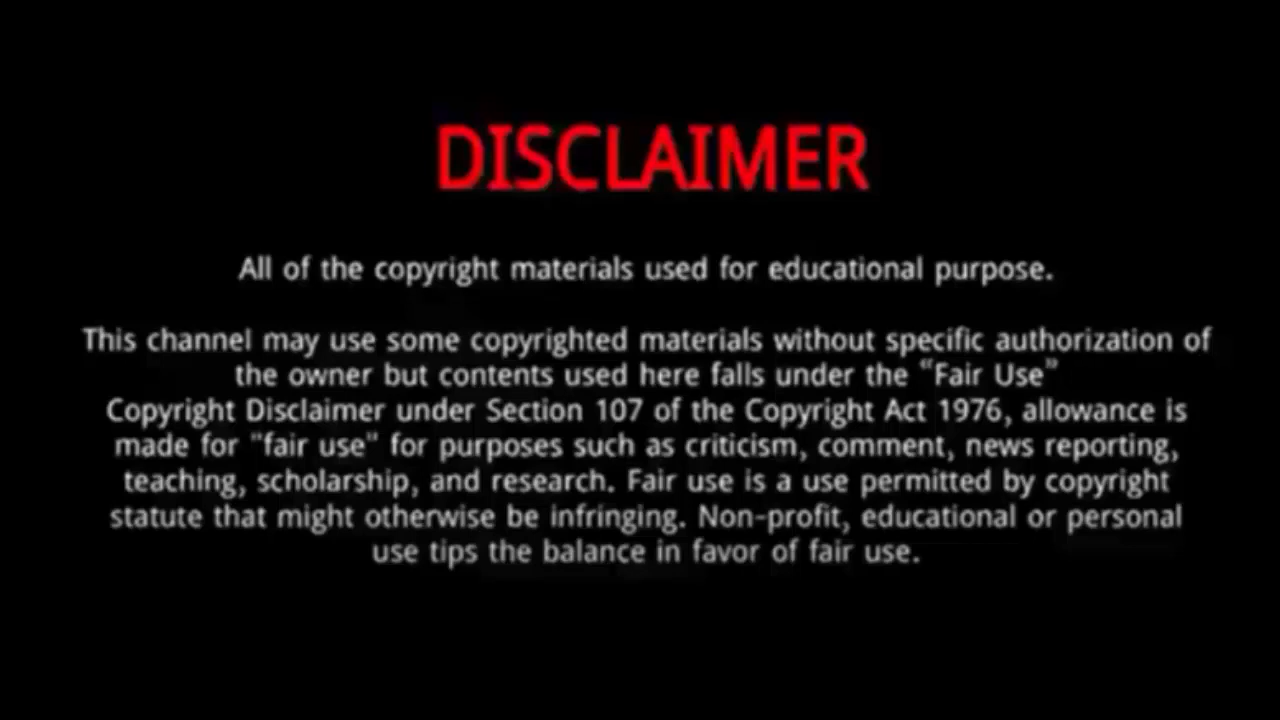 DISCLAIMER
All of the copyright materials used for educational purpose.
This channel may use some copyrighted materials without specific authorization of
the owner but contents used here falls under the “Fair Use”
Copyright Disclaimer under Section 107 of the Copyright Act 1976, allowance is
made for "fair use" for purposes such as criticism, comment, news reporting,
teaching, scholarship, and research. Fair use is a use permitted by copyright
statute that might otherwise be infringing. Non-profit, educational or personal
use tips the balance in favor of fair use.